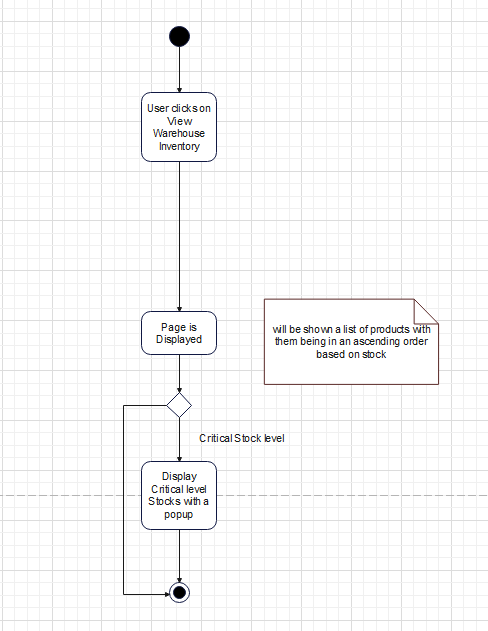 User clicks on
View
Warehouse
Inventory
Page is
Displayed
will be shown a list of products with
them being in an ascending order
based on stock
Critical Stock level
Display
Critical level
Stocks with a
popup